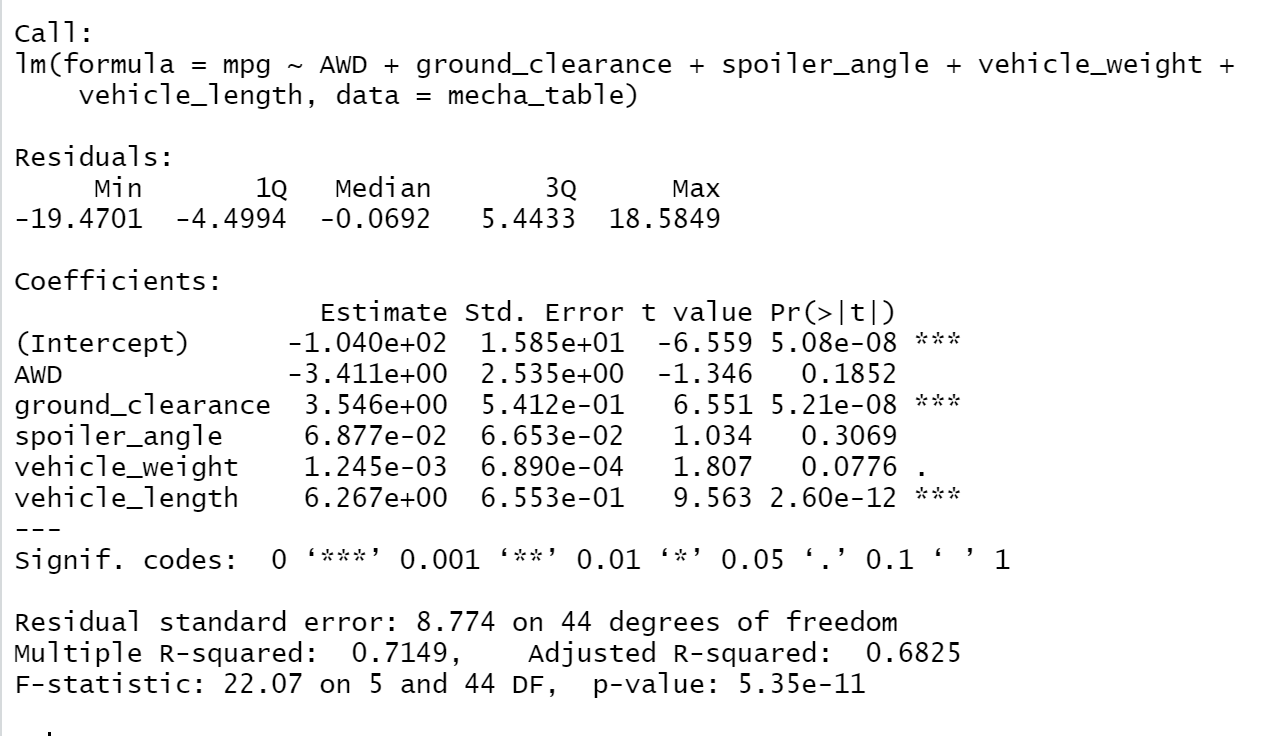 Call:
lm(formula = mpg ~ AWD + ground_clearance + spoiler_angle + vehicle_weight +
    vehicle_length, data = mecha_table)

Residuals:
     Min       1Q   Median       3Q      Max
-19.4701  -4.4994  -0.0692   5.4433  18.5849

Coefficients:
                   Estimate Std. Error t value Pr(>|t|)
(Intercept)      -1.040e+02  1.585e+01  -6.559 5.08e-08 ***
AWD              -3.411e+00  2.535e+00  -1.346   0.1852
ground_clearance  3.546e+00  5.412e-01   6.551 5.21e-08 ***
spoiler_angle     6.877e-02  6.653e-02   1.034   0.3069
vehicle_weight    1.245e-03  6.890e-04   1.807   0.0776 .
vehicle_length    6.267e+00  6.553e-01   9.563 2.60e-12 ***
---
Signif. codes:  0 ‘***’ 0.001 ‘**’ 0.01 ‘*’ 0.05 ‘.’ 0.1 ‘ ’ 1

Residual standard error: 8.774 on 44 degrees of freedom
Multiple R-squared:  0.7149,    Adjusted R-squared:  0.6825
F-statistic: 22.07 on 5 and 44 DF,  p-value: 5.35e-11